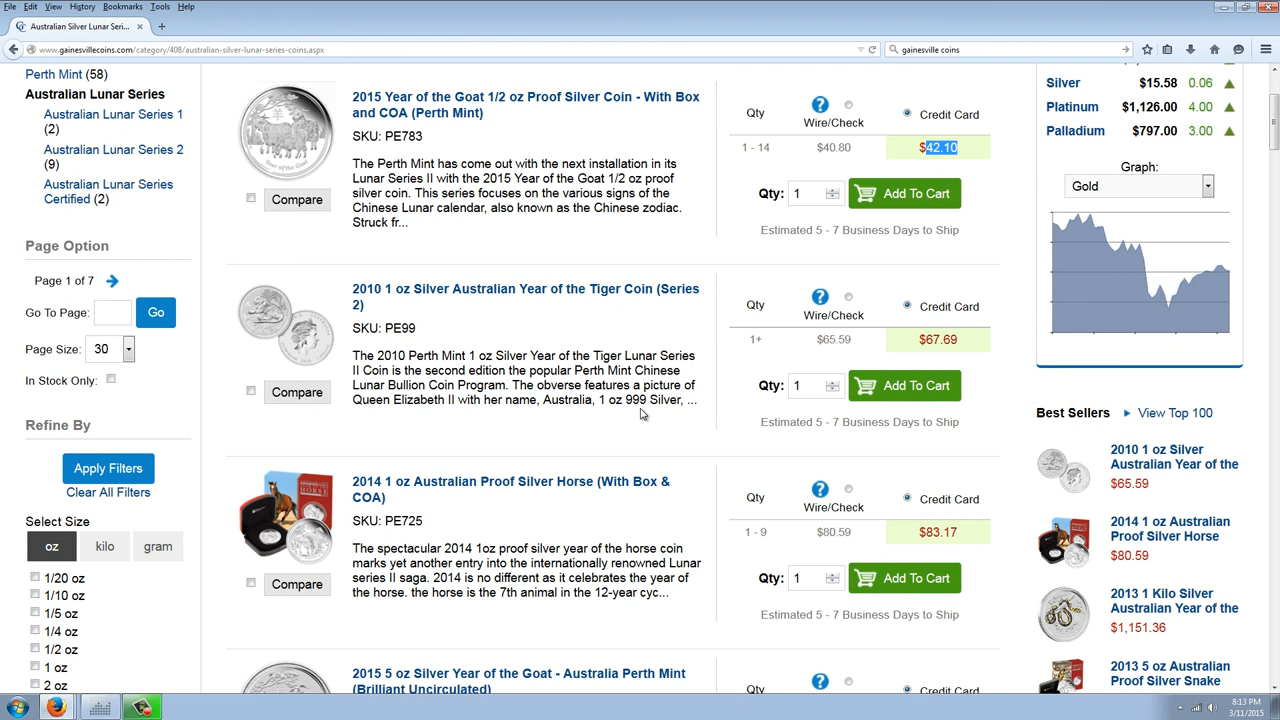 File Edit View History Bookmarks Tools Help
Australian Silver Lunar Seri... × +
www.gainesvillecoins.com/category/408/australian-silver-lunar-series-coins.aspx
gainesville coins
Perth Mint (58)
Australian Lunar Series
Australian Lunar Series 1
(2)
Australian Lunar Series 2
(9)
Australian Lunar Series
Certified (2)
Page Option
Page 1 of 7
Go To Page: Go
Page Size: 30
In Stock Only:
Refine By
Apply Filters
Clear All Filters
Select Size
oz kilo gram
1/20 oz
1/10 oz
1/5 oz
1/4 oz
1/2 oz
1 oz
2 oz
2015 Year of the Goat 1/2 oz Proof Silver Coin - With Box
and COA (Perth Mint)
SKU: PE783
The Perth Mint has come out with the next installation in its
Lunar Series II with the 2015 Year of the Goat 1/2 oz proof
silver coin. This series focuses on the various signs of the
Chinese Lunar calendar, also known as the Chinese zodiac.
Struck fr...
Compare
Qty ? Wire/Check Credit Card
1 - 14 $40.80 $42.10
Qty: 1 Add To Cart
Estimated 5 - 7 Business Days to Ship
2010 1 oz Silver Australian Year of the Tiger Coin (Series
2)
SKU: PE99
The 2010 Perth Mint 1 oz Silver Year of the Tiger Lunar Series
II Coin is the second edition the popular Perth Mint Chinese
Lunar Bullion Coin Program. The obverse features a picture of
Queen Elizabeth II with her name, Australia, 1 oz 999 Silver, ...
Compare
Qty ? Wire/Check Credit Card
1+ $65.59 $67.69
Qty: 1 Add To Cart
Estimated 5 - 7 Business Days to Ship
2014 1 oz Australian Proof Silver Horse (With Box &
COA)
SKU: PE725
The spectacular 2014 1oz proof silver year of the horse coin
marks yet another entry into the internationally renowned Lunar
series II saga. 2014 is no different as it celebrates the year of
the horse. the horse is the 7th animal in the 12-year cyc...
Compare
Qty ? Wire/Check Credit Card
1 - 9 $80.59 $83.17
Qty: 1 Add To Cart
Estimated 5 - 7 Business Days to Ship
2015 5 oz Silver Year of the Goat - Australia Perth Mint
(Brilliant Uncirculated)
Qty ? Credit Card
Silver $15.58 0.06
Platinum $1,126.00 4.00
Palladium $797.00 3.00
Graph:
Gold
Best Sellers View Top 100
2010 1 oz Silver
Australian Year of the
$65.59
2014 1 oz Australian
Proof Silver Horse
$80.59
2013 1 Kilo Silver
Australian Year of the
$1,151.36
2013 5 oz Australian
Proof Silver Snake
8:13 PM
3/11/2015